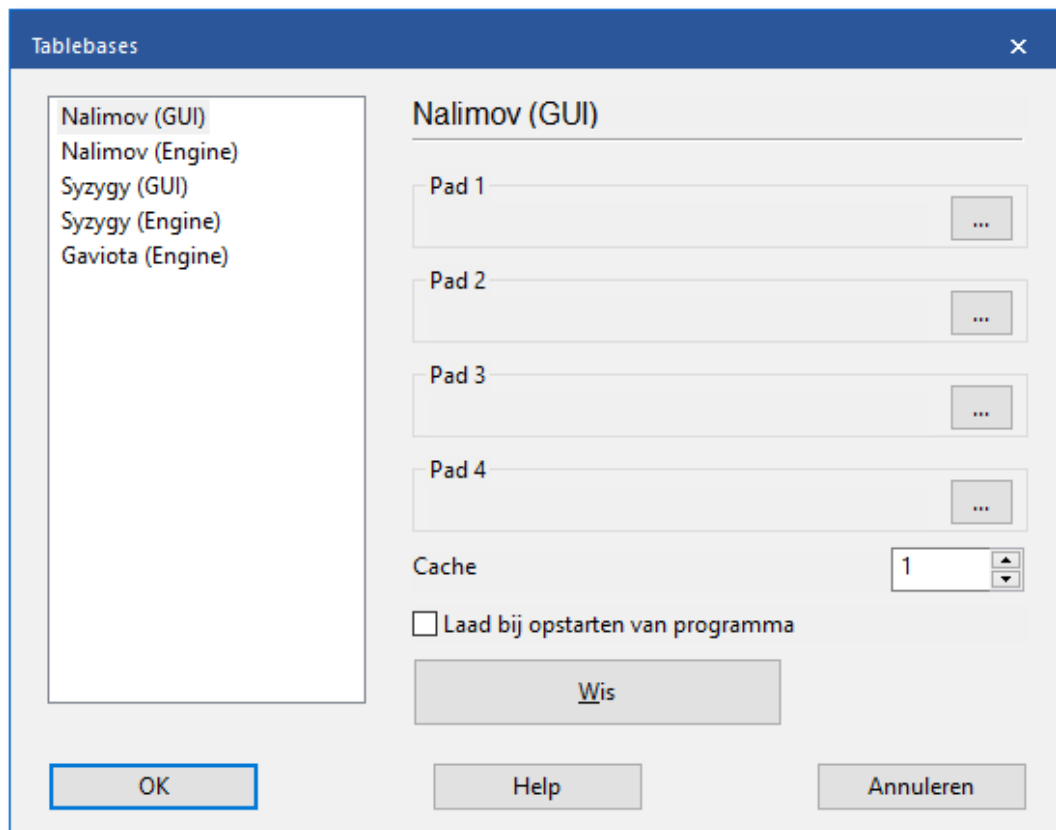 Tablebases
Nalimov (GUI)
Nalimov (Engine)
Syzygy (GUI)
Syzygy (Engine)
Gaviota (Engine)
Nalimov (GUI)
Pad 1
...
Pad 2
...
Pad 3
...
Pad 4
...
Cache 1
Laad bij opstarten van programma
Wis
OK Help Annuleren